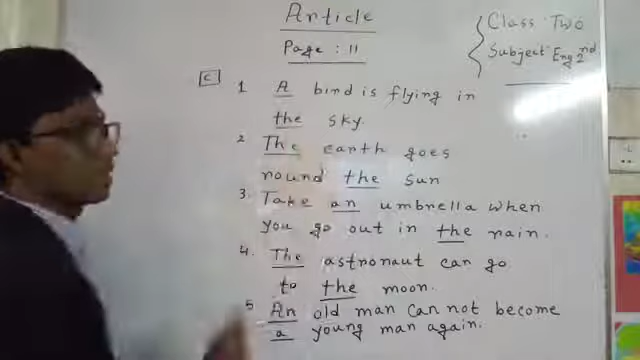 Article
Page : 11
Class : Two
Subject : Eng 2nd
C
1 A bird is flying in
the sky.
2 The earth goes
round the sun
3. Take an umbrella when
you go out in the rain.
4. The astronaut can go
to the moon.
5 An old man can not become
a young man again.